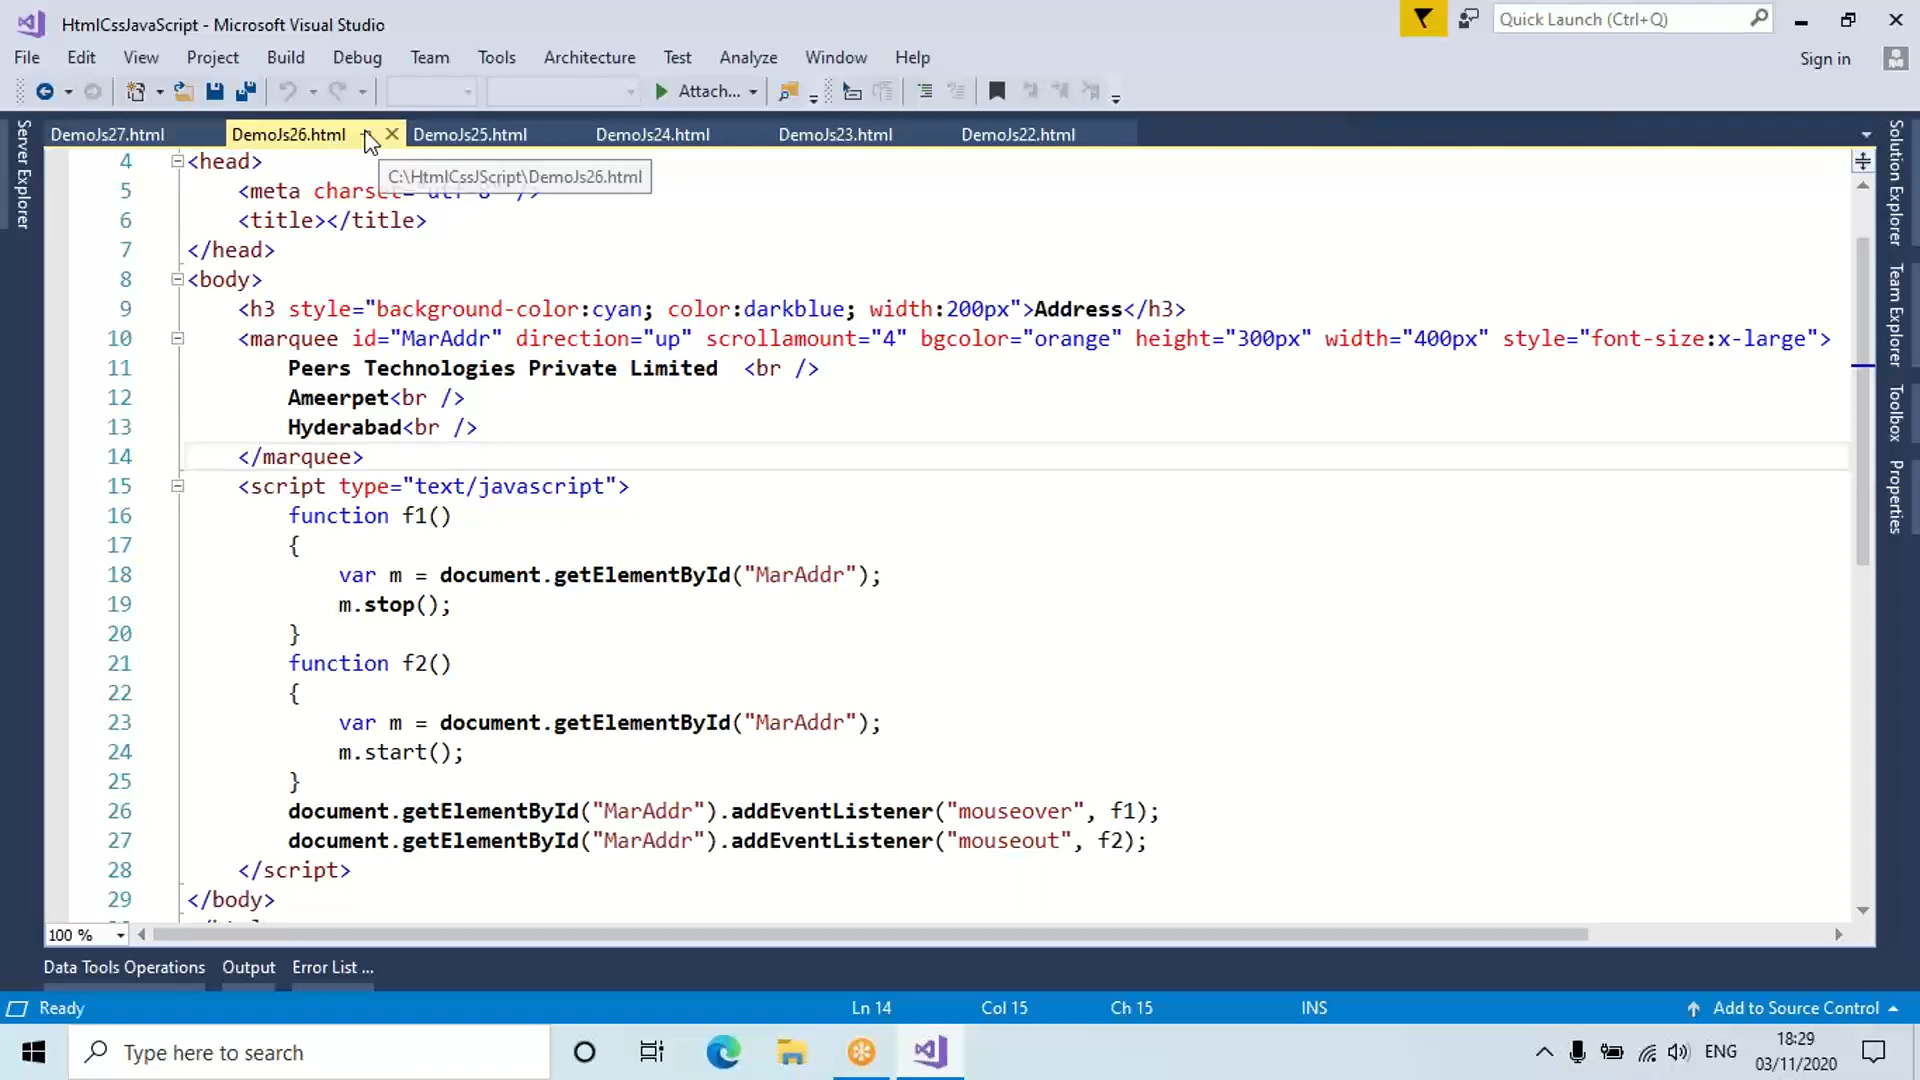 HtmlCssJavaScript - Microsoft Visual Studio
Quick Launch (Ctrl+Q)
File Edit View Project Build Debug Team Tools Architecture Test Analyze Window Help
Sign in
Attach...
DemoJs27.html DemoJs26.html DemoJs25.html DemoJs24.html DemoJs23.html DemoJs22.html
C:\HtmlCssJScript\DemoJs26.html
Server Explorer
Solution Explorer
Team Explorer
Toolbox
Properties
4 <head>
5 <meta charset="utf-8" />
6 <title></title>
7 </head>
8 <body>
9 <h3 style="background-color:cyan; color:darkblue; width:200px">Address</h3>
10 <marquee id="MarAddr" direction="up" scrollamount="4" bgcolor="orange" height="300px" width="400px" style="font-size:x-large">
11 Peers Technologies Private Limited <br />
12 Ameerpet<br />
13 Hyderabad<br />
14 </marquee>
15 <script type="text/javascript">
16 function f1()
17 {
18 var m = document.getElementById("MarAddr");
19 m.stop();
20 }
21 function f2()
22 {
23 var m = document.getElementById("MarAddr");
24 m.start();
25 }
26 document.getElementById("MarAddr").addEventListener("mouseover", f1);
27 document.getElementById("MarAddr").addEventListener("mouseout", f2);
28 </script>
29 </body>
100 %
Data Tools Operations Output Error List ...
Ready Ln 14 Col 15 Ch 15 INS Add to Source Control
Type here to search
ENG
18:29
03/11/2020